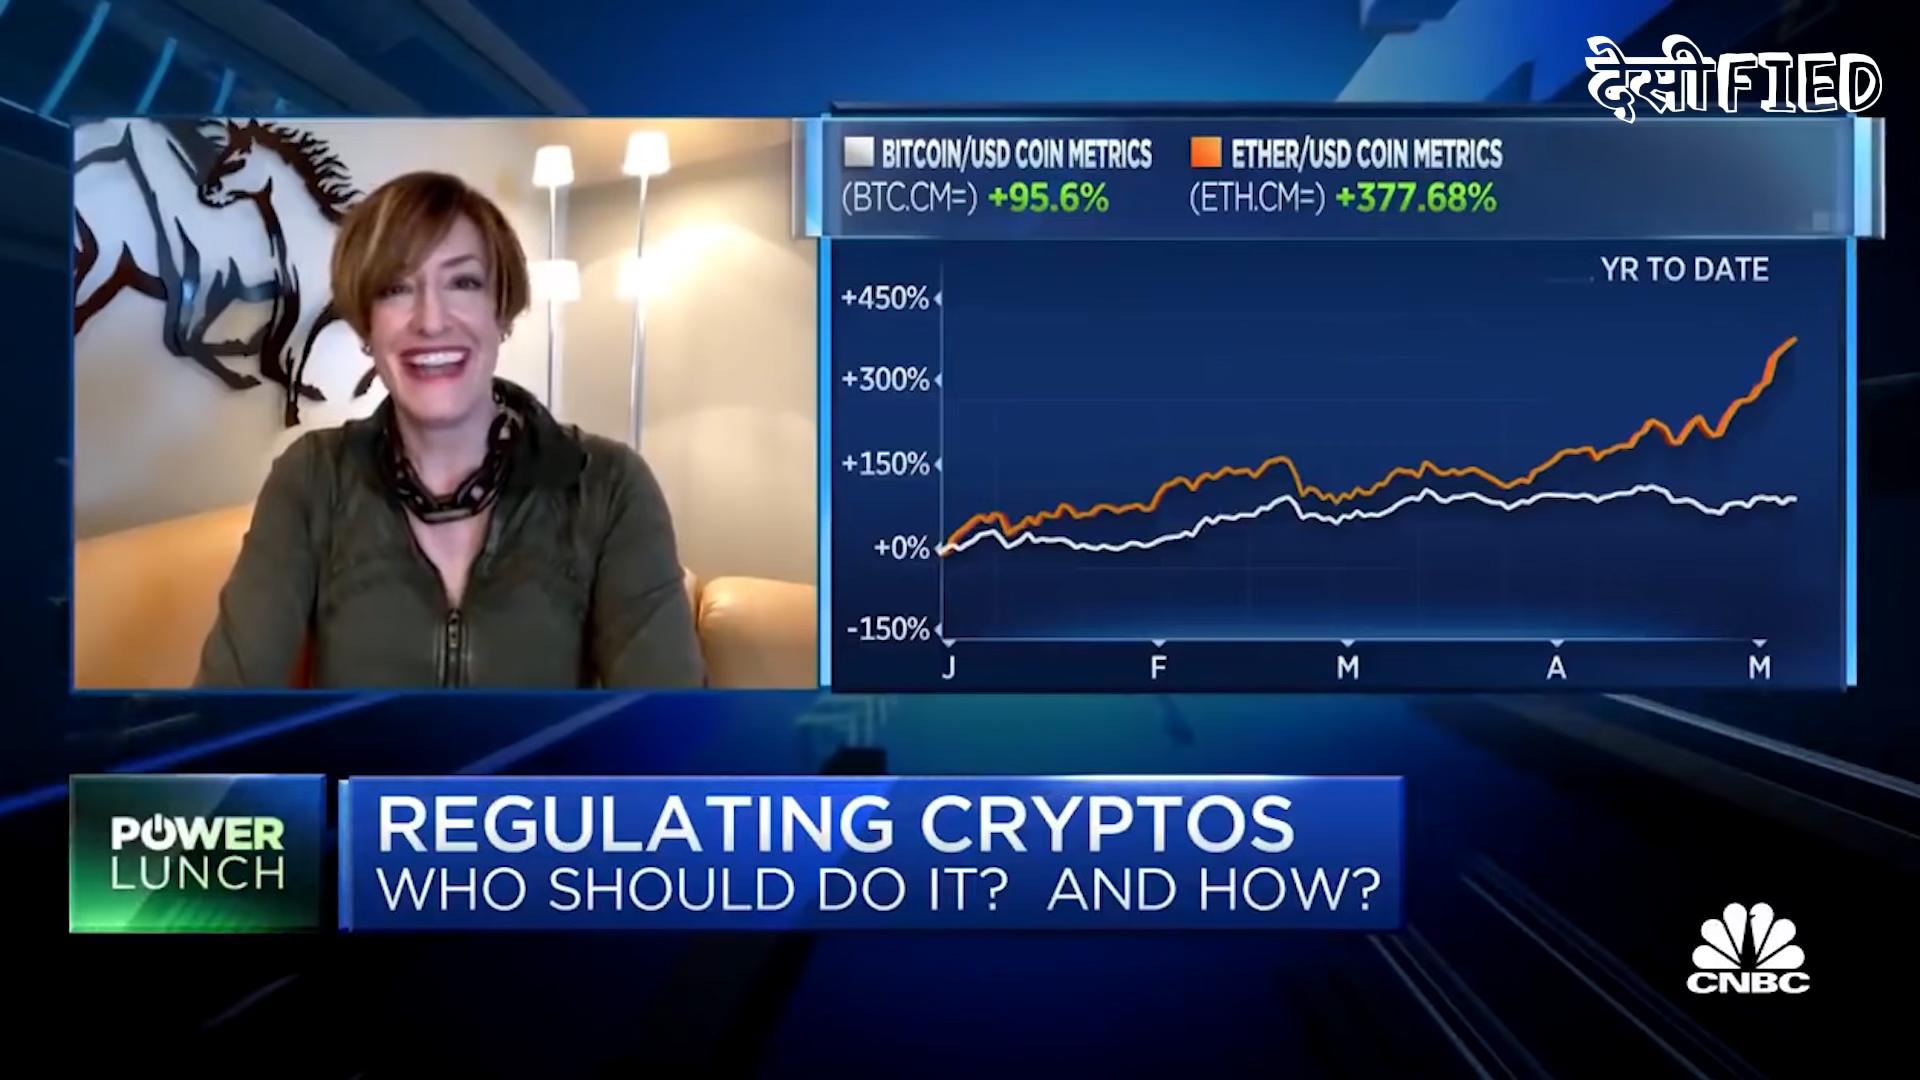 देसीFIED
BITCOIN/USD COIN METRICS
(BTC.CM=) +95.6%
ETHER/USD COIN METRICS
(ETH.CM=) +377.68%
YR TO DATE
+450%
+300%
+150%
+0%
-150%
J F M A M
POWER
LUNCH
REGULATING CRYPTOS
WHO SHOULD DO IT? AND HOW?
CNBC